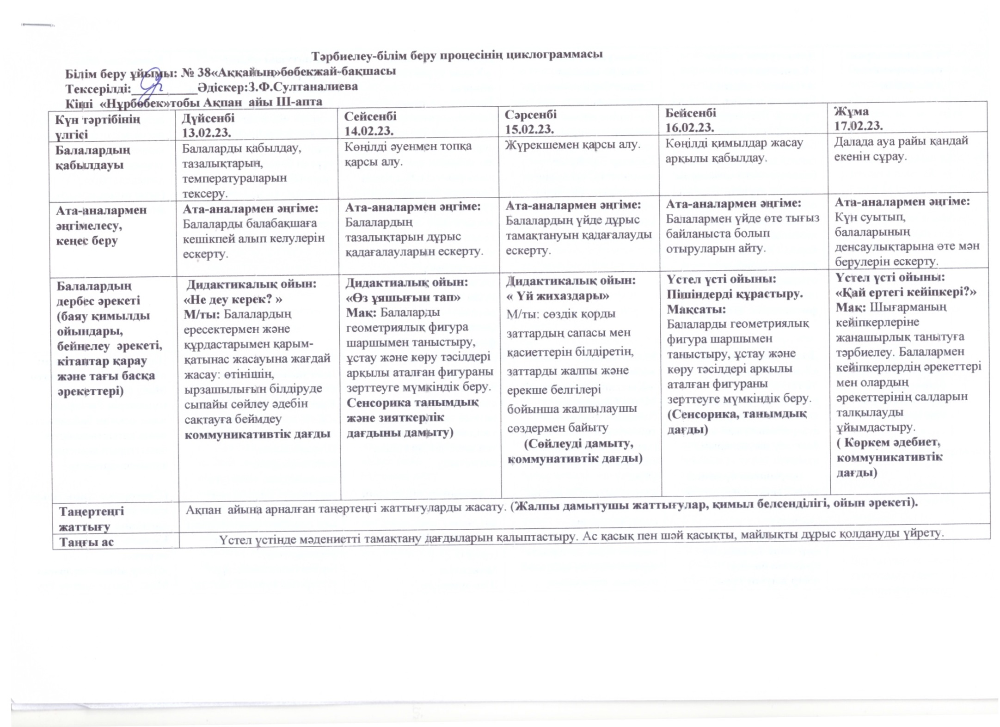 Тәрбиелеу-білім беру процесінің циклограммасы
Білім беру ұйымы: № 38«Аққайың»бөбекжай-бақшасы
Тексерілді:__________Әдіскер:З.Ф.Султаналиева
Кіші «Нұрбөбек»тобы Ақпан айы III-апта
Күн тәртібінің
үлгісі
Дүйсенбі
13.02.23.
Сейсенбі
14.02.23.
Сәрсенбі
15.02.23.
Бейсенбі
16.02.23.
Жұма
17.02.23.
Балалардың
қабылдауы
Балаларды қабылдау,
тазалықтарын,
температураларын
тексеру.
Көңілді әуенмен топқа
қарсы алу.
Жүрекшемен қарсы алу.
Көңілді қимылдар жасау
арқылы қабылдау.
Далада ауа райы қандай
екенін сұрау.
Ата-аналармен
әңгімелесу,
кеңес беру
Ата-аналармен әңгіме:
Балаларды балабақшаға
кешікпей алып келулерін
ескерту.
Ата-аналармен әңгіме:
Балалардың
тазалықтарын дұрыс
қадағалауларын ескерту.
Ата-аналармен әңгіме:
Балалардың үйде дұрыс
тамақтануын қадағалауды
ескерту.
Ата-аналармен әңгіме:
Балалармен үйде өте тығыз
байланыста болып
отыруларын айту.
Ата-аналармен әңгіме:
Күн суытып,
балаларының
денсаулықтарына өте мән
берулерін ескерту.
Балалардың
дербес әрекеті
(баяу қимылды
ойындары,
бейнелеу әрекеті,
кітаптар қарау
және тағы басқа
әрекеттері)
Дидактикалық ойын:
«Не деу керек? »
М/ты: Балалардың
ересектермен және
құрдастарымен қарым-
қатынас жасауына жағдай
жасау: өтінішін,
ырзашылығын білдіруде
сыпайы сөйлеу әдебін
сақтауға беймдеу
коммуникативтік дағды
Дидактиалық ойын:
«Өз ұяшығын тап»
Мақ: Балаларды
геометриялық фигура
шаршымен таныстыру,
ұстау және көру тәсілдері
арқылы аталған фигураны
зерттеуге мүмкіндік беру.
Сенсорика танымдық
және зияткерлік
дағдыны дамыту)
Дидактикалық ойын:
« Үй жихаздары»
М/ты: сөздік қорды
заттардың сапасы мен
қасиеттерін білдіретін,
заттарды жалпы және
ерекше белгілері
бойынша жалпылаушы
сөздермен байыту
(Сөйлеуді дамыту,
коммунативтік дағды)
Үстел үсті ойыны:
Пішіндерді құрастыру.
Мақсаты:
Балаларды геометриялық
фигура шаршымен
таныстыру, ұстау және
көру тәсілдері арқылы
аталған фигураны
зерттеуге мүмкіндік беру.
(Сенсорика, танымдық
дағды)
Үстел үсті ойыны:
«Қай ертегі кейіпкері?»
Мақ: Шығарманың
кейіпкерлеріне
жанашырлық танытуға
тәрбиелеу. Балалармен
кейіпкерлердің әрекеттері
мен олардың
әрекеттерінің салдарын
талқылауды
ұйымдастыру.
( Көркем әдебиет,
коммуникативтік
дағды)
Таңертеңгі
жаттығу
Ақпан айына арналған таңертеңгі жаттығуларды жасату. (Жалпы дамытушы жаттығулар, қимыл белсенділігі, ойын әрекеті).
Таңғы ас
Үстел үстінде мәдениетті тамақтану дағдыларын қалыптастыру. Ас қасық пен шәй қасықты, майлықты дұрыс қолдануды үйрету.